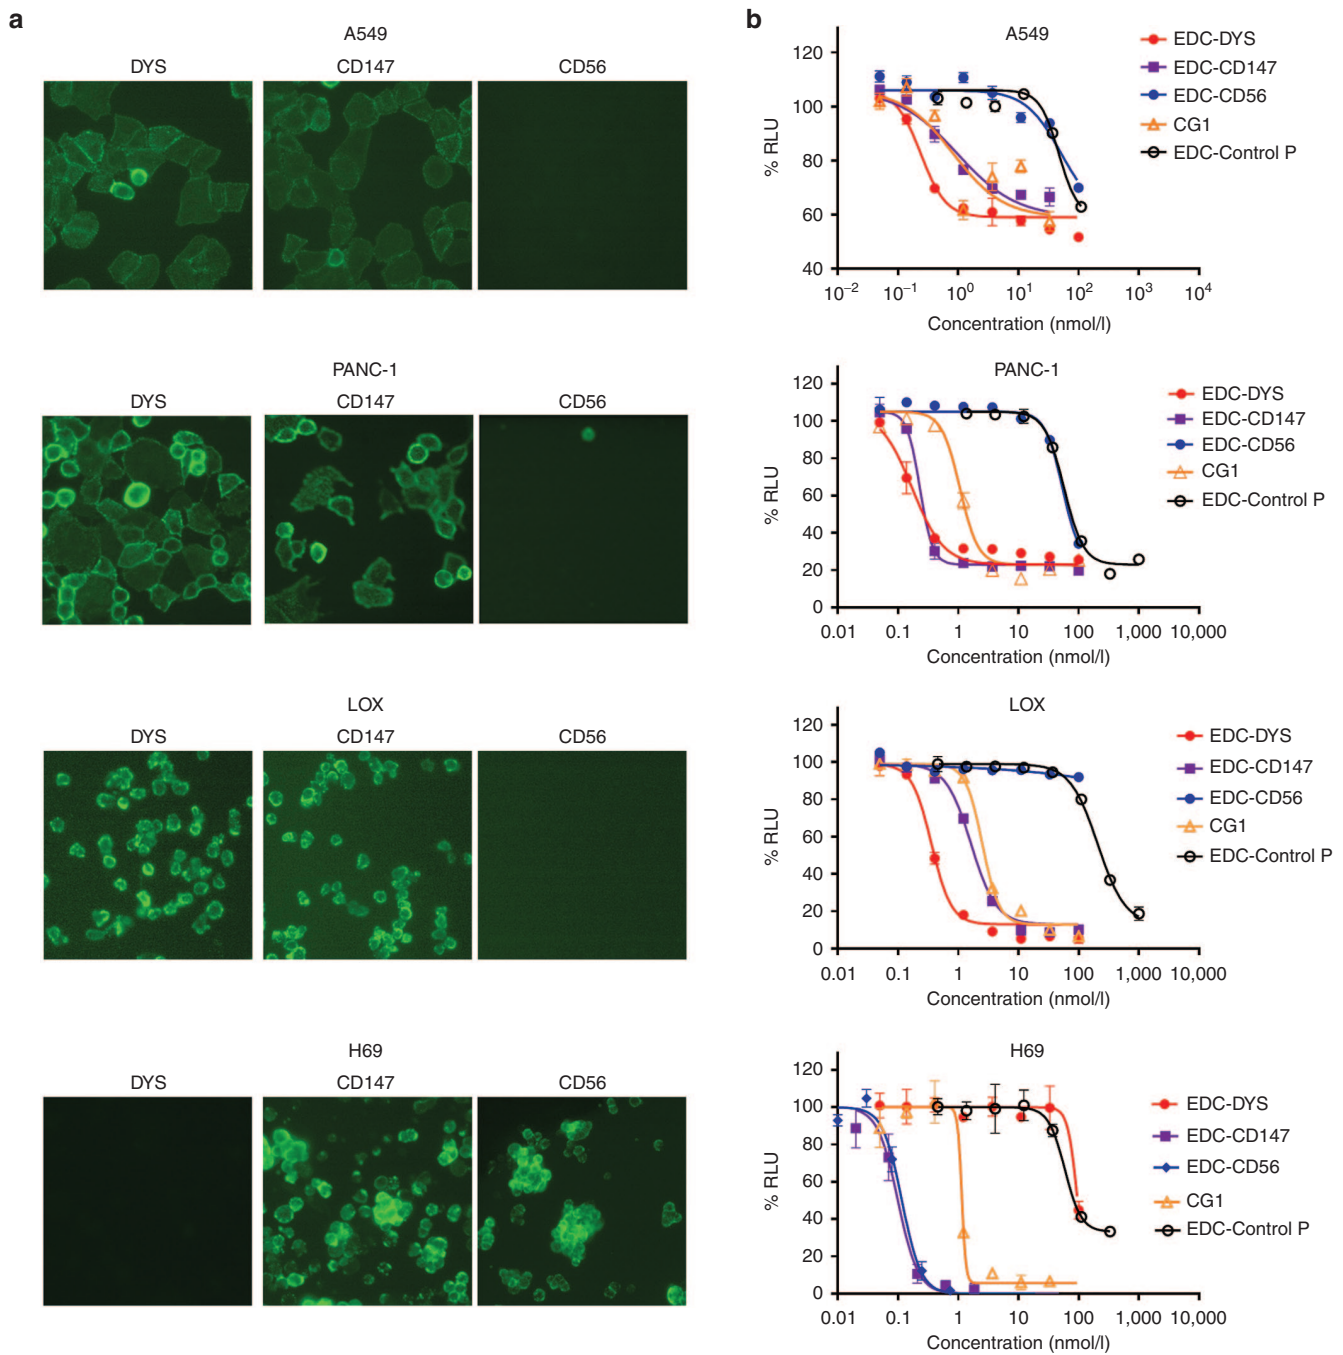 a
A549
DYS CD147 CD56
PANC-1
DYS CD147 CD56
LOX
DYS CD147 CD56
H69
DYS CD147 CD56
b
A549
120
100
80
60
40
% RLU
10⁻² 10⁻¹ 10⁰ 10¹ 10² 10³ 10⁴
Concentration (nmol/l)
EDC-DYS
EDC-CD147
EDC-CD56
CG1
EDC-Control P
PANC-1
120
100
80
60
40
20
0
% RLU
0.01 0.1 1 10 100 1,000 10,000
Concentration (nmol/l)
EDC-DYS
EDC-CD147
EDC-CD56
CG1
EDC-Control P
LOX
120
100
80
60
40
20
0
% RLU
0.01 0.1 1 10 100 1,000 10,000
Concentration (nmol/l)
EDC-DYS
EDC-CD147
EDC-CD56
CG1
EDC-Control P
H69
120
100
80
60
40
20
0
% RLU
0.01 0.1 1 10 100 1,000 10,000
Concentration (nmol/l)
EDC-DYS
EDC-CD147
EDC-CD56
CG1
EDC-Control P